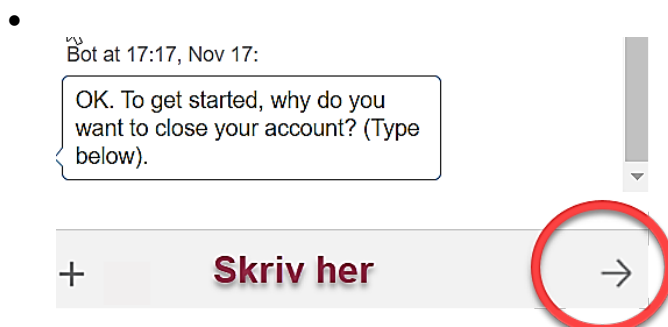 Bot at 17:17, Nov 17:
OK. To get started, why do you
want to close your account? (Type
below).
Skriv her